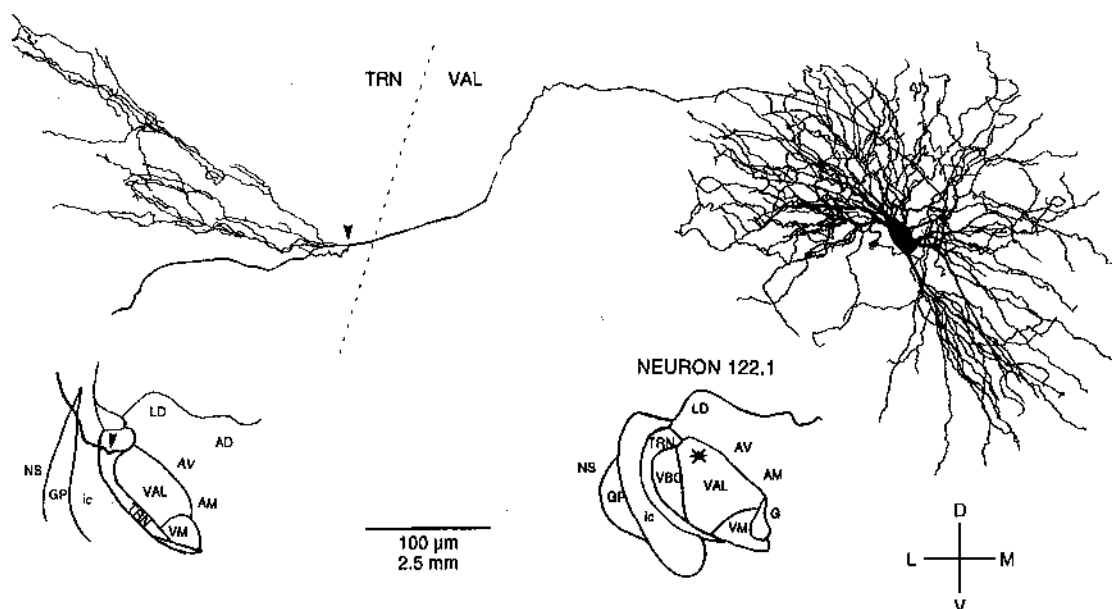 TRN VAL
NEURON 122.1
LD
AD
AV
NS
GP
ic
VAL
AM
TRN
VM
100 µm
2.5 mm
LD
TRN
AV
NS
VBC
VAL
AM
GP
ic
VM
G
D
L M
V